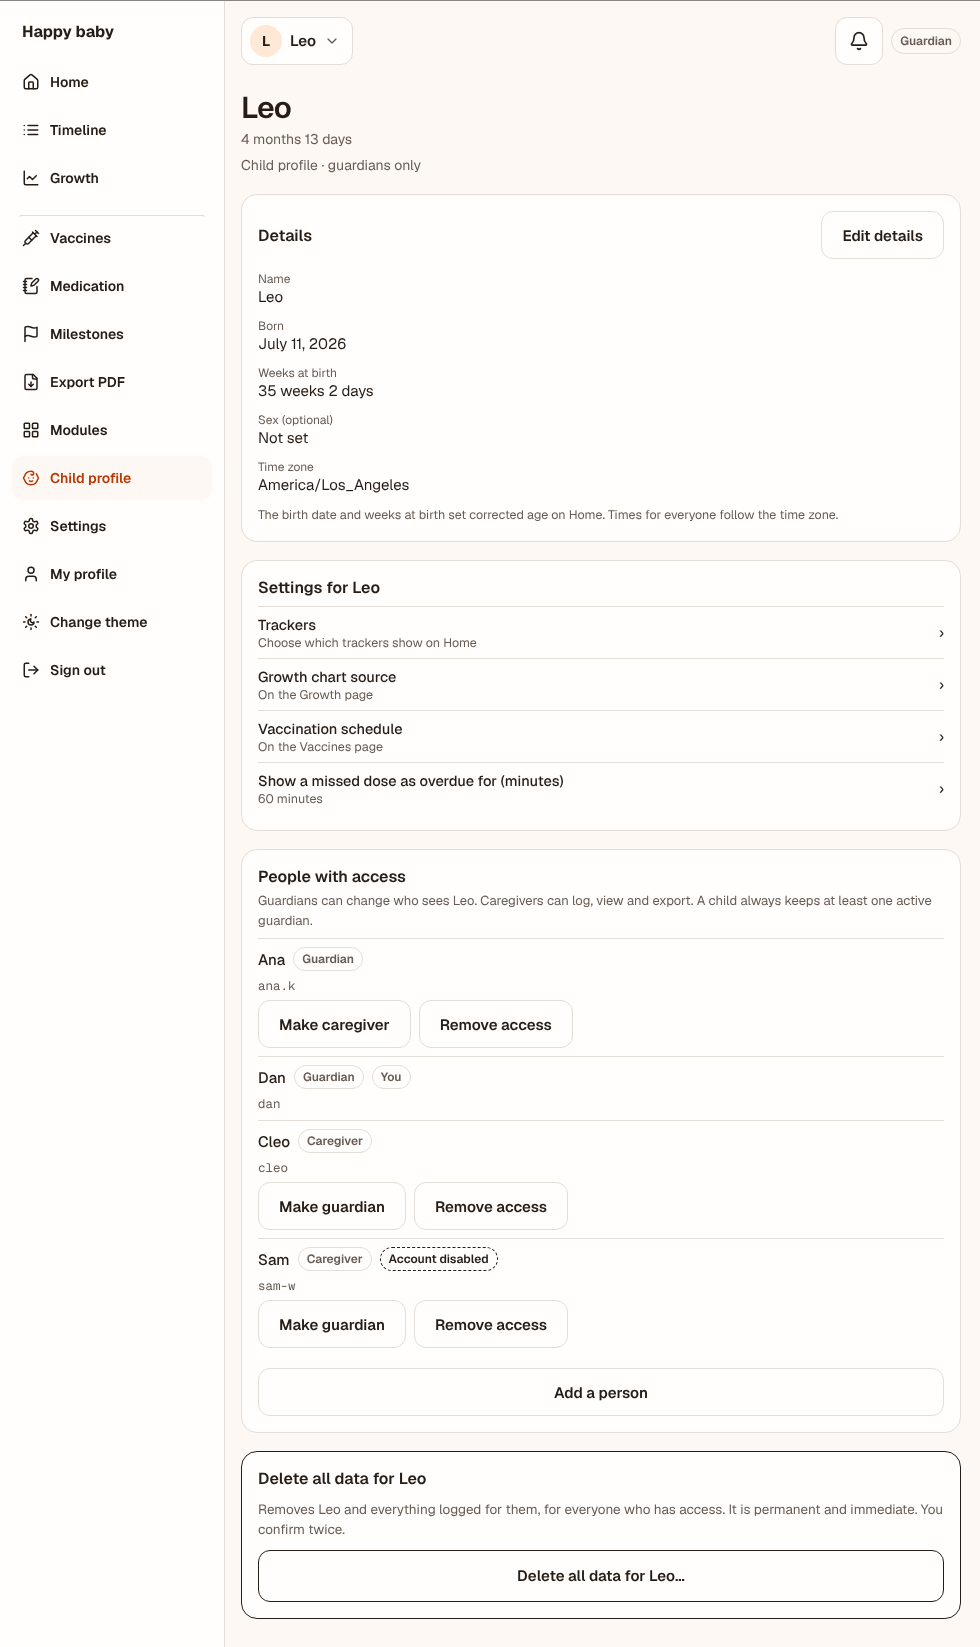 Happy baby
Home
Timeline
Growth
Vaccines
Medication
Milestones
Export PDF
Modules
Child profile
Settings
My profile
Change theme
Sign out
L Leo
Guardian
Leo
4 months 13 days
Child profile · guardians only
Details
Edit details
Name
Leo
Born
July 11, 2026
Weeks at birth
35 weeks 2 days
Sex (optional)
Not set
Time zone
America/Los_Angeles
The birth date and weeks at birth set corrected age on Home. Times for everyone follow the time zone.
Settings for Leo
Trackers
Choose which trackers show on Home
Growth chart source
On the Growth page
Vaccination schedule
On the Vaccines page
Show a missed dose as overdue for (minutes)
60 minutes
People with access
Guardians can change who sees Leo. Caregivers can log, view and export. A child always keeps at least one active
guardian.
Ana Guardian
ana.k
Make caregiver Remove access
Dan Guardian You
dan
Cleo Caregiver
cleo
Make guardian Remove access
Sam Caregiver Account disabled
sam-w
Make guardian Remove access
Add a person
Delete all data for Leo
Removes Leo and everything logged for them, for everyone who has access. It is permanent and immediate. You
confirm twice.
Delete all data for Leo…